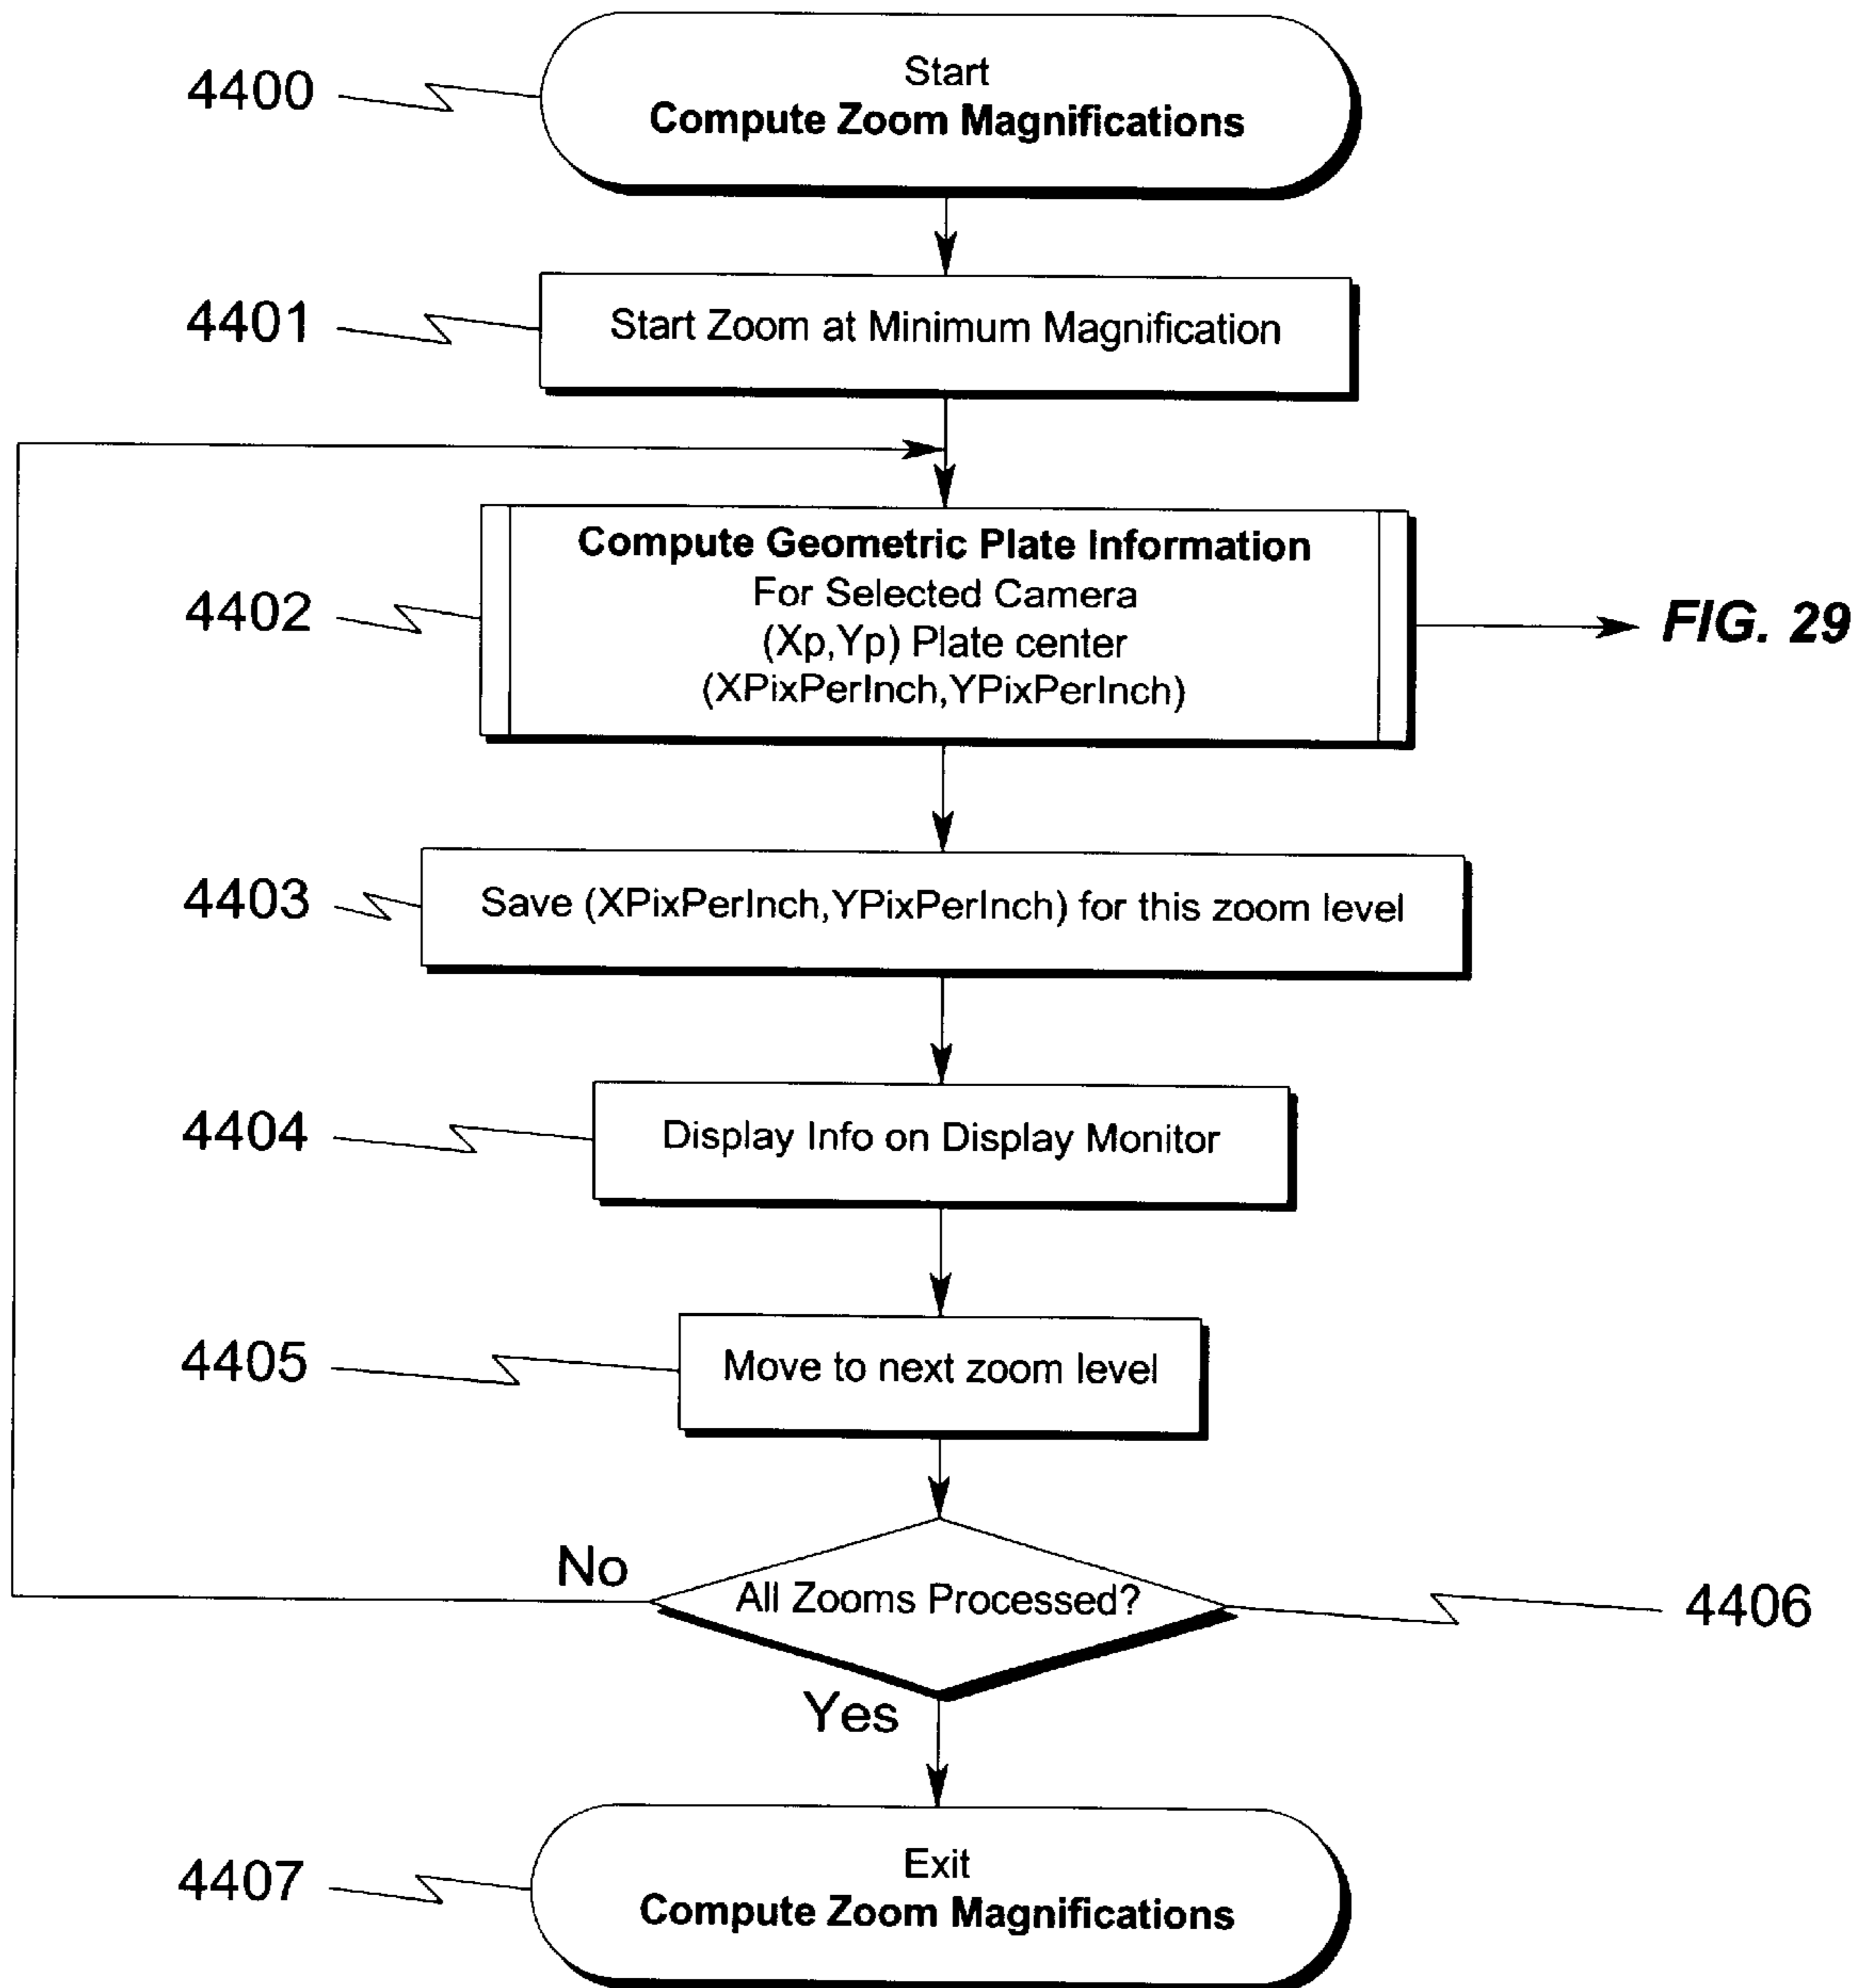 4400
Start
Compute Zoom Magnifications
4401
Start Zoom at Minimum Magnification
4402
Compute Geometric Plate Information
For Selected Camera
(Xp,Yp) Plate center
(XPixPerInch,YPixPerInch)
FIG. 29
4403
Save (XPixPerInch,YPixPerInch) for this zoom level
4404
Display Info on Display Monitor
4405
Move to next zoom level
No
All Zooms Processed?
4406
Yes
4407
Exit
Compute Zoom Magnifications